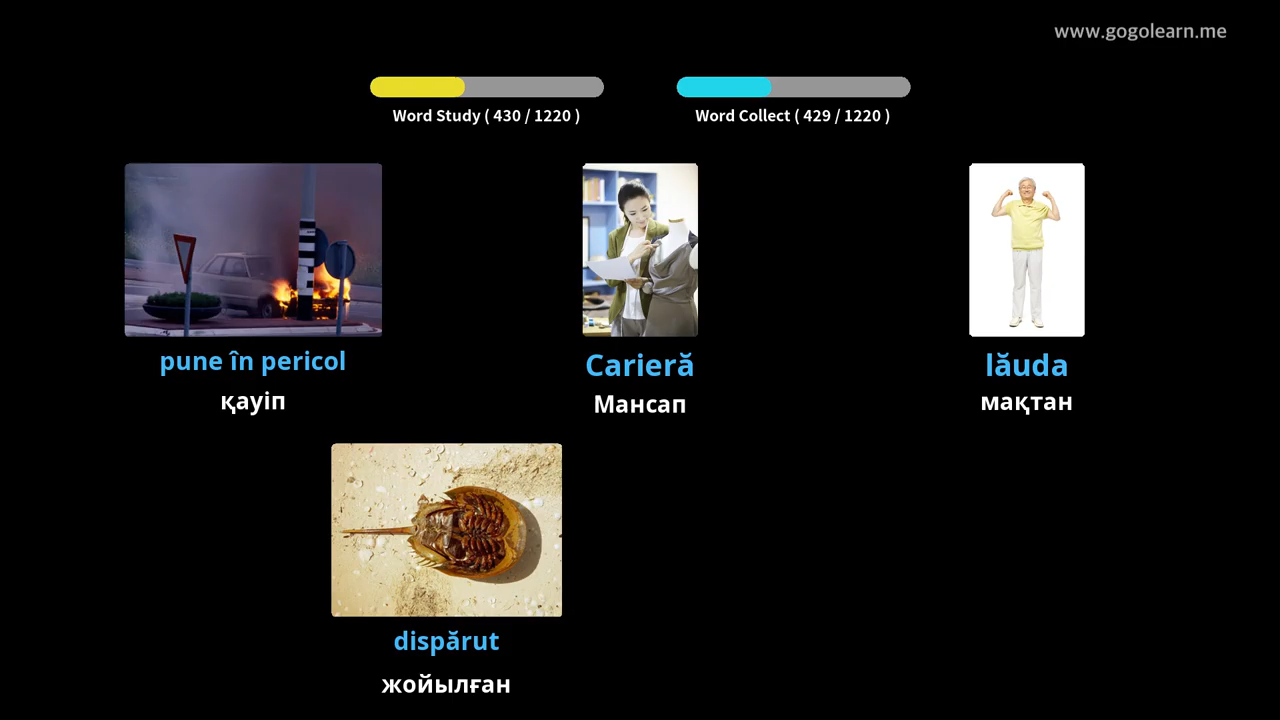 www.gogolearn.me
Word Study ( 430 / 1220 )
Word Collect ( 429 / 1220 )
pune în pericol
қауіп
Carieră
Мансап
lăuda
мақтан
dispărut
жойылған